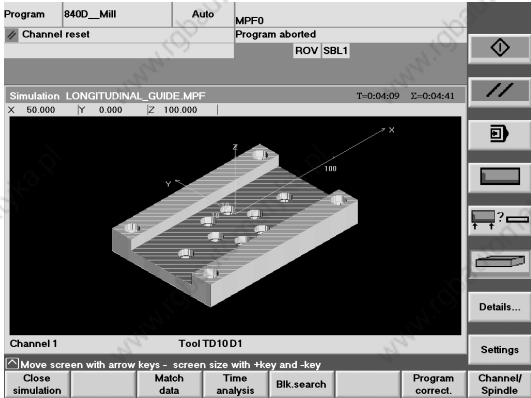 Program 840D__Mill Auto MPF0
Channel reset Program aborted
ROV SBL1
Simulation LONGITUDINAL_GUIDE.MPF T=0:04:09 Σ=0:04:41
X 50.000 Y 0.000 Z 100.000
X
Z
100
Y
?
Details...
Channel 1 Tool TD10 D1
Settings
Move screen with arrow keys - screen size with +key and -key
Close simulation
Match data
Time analysis
Blk.search
Program correct.
Channel/ Spindle